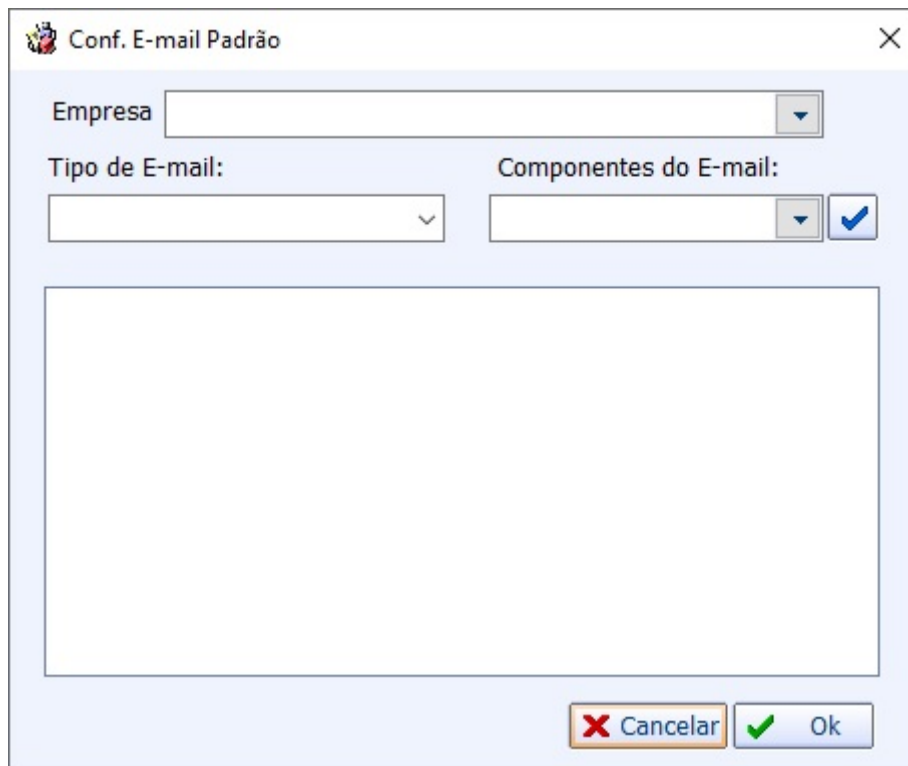 Conf. E-mail Padrão
Empresa
Tipo de E-mail: Componentes do E-mail:
Cancelar Ok